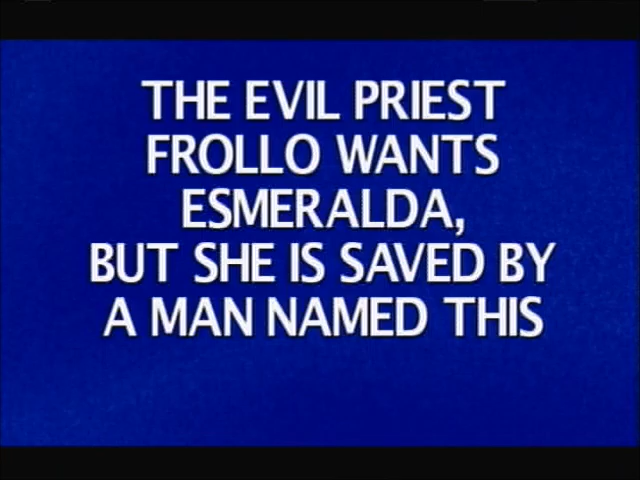 THE EVIL PRIEST
FROLLO WANTS
ESMERALDA,
BUT SHE IS SAVED BY
A MAN NAMED THIS